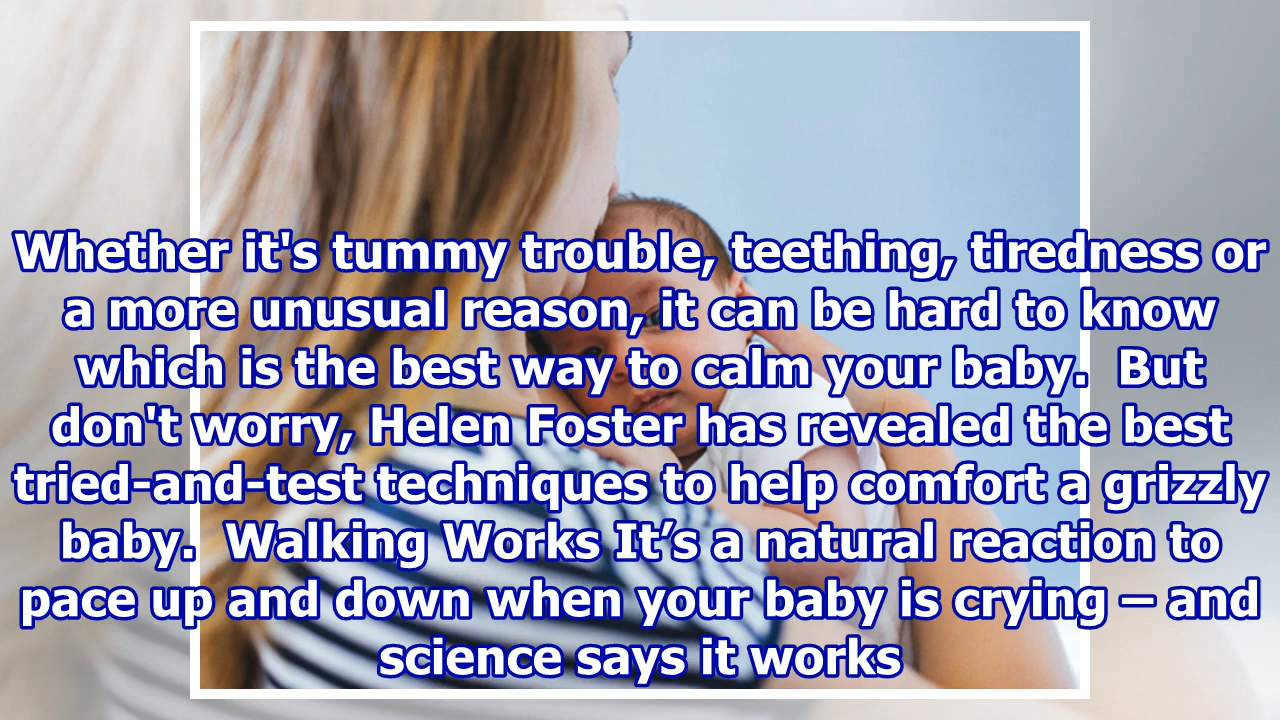 Whether it's tummy trouble, teething, tiredness or
a more unusual reason, it can be hard to know
which is the best way to calm your baby.  But
don't worry, Helen Foster has revealed the best
tried-and-test techniques to help comfort a grizzly
baby.  Walking Works It’s a natural reaction to
pace up and down when your baby is crying – and
science says it works